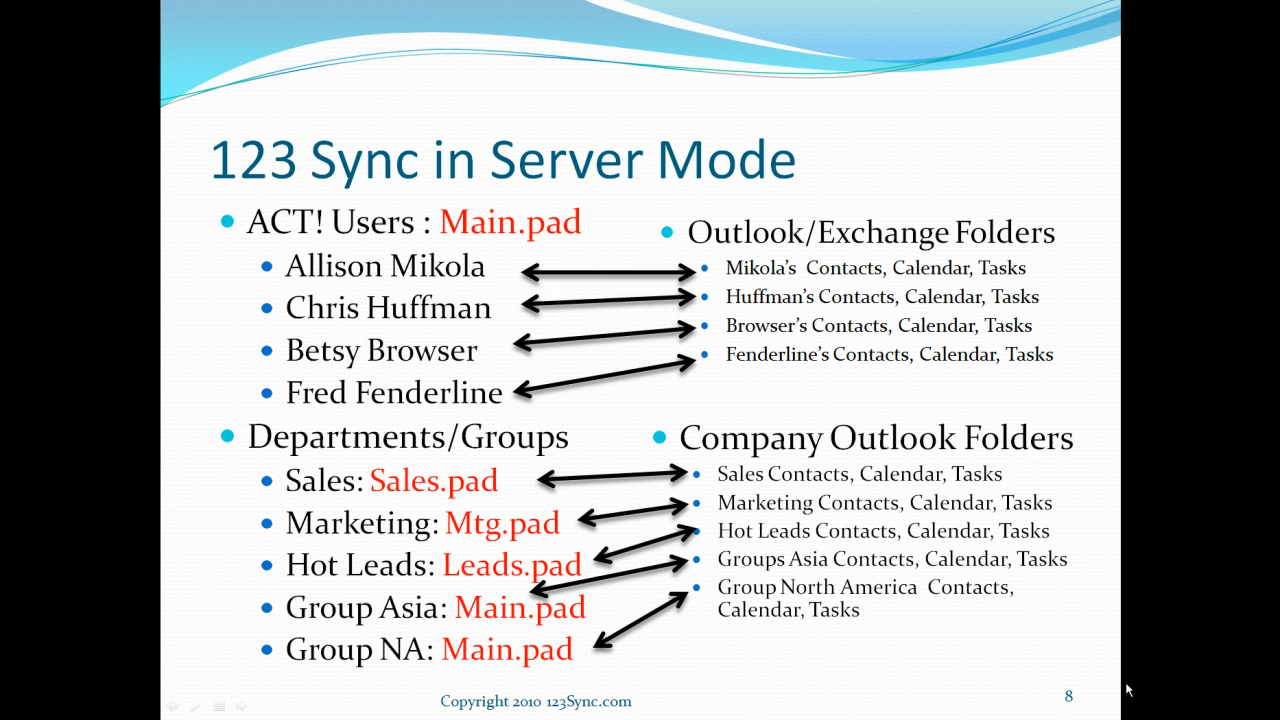 123 Sync in Server Mode
ACT! Users : Main.pad
Allison Mikola
Chris Huffman
Betsy Browser
Fred Fenderline
Departments/Groups
Sales: Sales.pad
Marketing: Mtg.pad
Hot Leads: Leads.pad
Group Asia: Main.pad
Group NA: Main.pad
Outlook/Exchange Folders
Mikola's Contacts, Calendar, Tasks
Huffman's Contacts, Calendar, Tasks
Browser's Contacts, Calendar, Tasks
Fenderline's Contacts, Calendar, Tasks
Company Outlook Folders
Sales Contacts, Calendar, Tasks
Marketing Contacts, Calendar, Tasks
Hot Leads Contacts, Calendar, Tasks
Groups Asia Contacts, Calendar, Tasks
Group North America Contacts,
Calendar, Tasks
Copyright 2010 123Sync.com
8